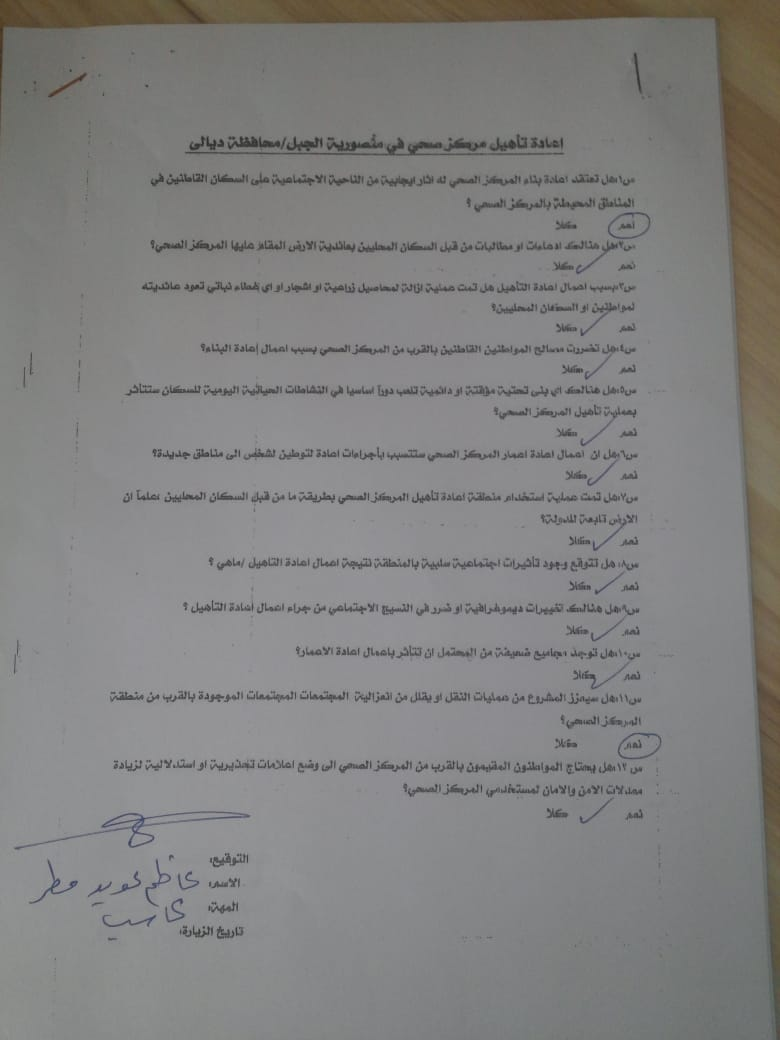 اعادة تأهيل مركز صحي في منصورية الجبل/محافظة ديالى
س١:هل تعتقد اعادة بناء المركز الصحي له اثار ايجابية من الناحية الاجتماعية على السكان القاطنين في
المناطق المحيطة بالمركز الصحي ؟
نعم كلا
س٢:هل هنالك ادعاءات او مطالبات من قبل السكان المحليين بعائدية الارض المقام عليها المركز الصحي؟
نعم كلا
س٣:بسبب اعمال اعادة التأهيل هل تمت عملية ازالة لمحاصيل زراعية او اشجار او اي غطاء نباتي تعود عائديته
لمواطنين او السكان المحليين؟
نعم كلا
س٤:هل تضررت مصالح المواطنين القاطنين بالقرب من المركز الصحي بسبب اعمال إعادة البناء؟
نعم كلا
س٥:هل هنالك اي بنى تحتية مؤقتة او دائمية تلعب دوراً اساسيا في النشاطات الحياتية اليومية للسكان ستتأثر
بعملية تأهيل المركز الصحي؟
نعم كلا
س٦:هل ان اعمال اعادة اعمار المركز الصحي ستتسبب بأجراءات اعادة لتوطين لشخص الى مناطق جديدة؟
نعم كلا
س٧:هل تمت عملية استخدام منطقة اعادة تأهيل المركز الصحي بطريقة ما من قبل السكان المحليين ،علماً ان
الارض تابعة للدولة؟
نعم كلا
س٨: هل تتوقع وجود تأثيرات اجتماعية سلبية بالمنطقة نتيجة اعمال اعادة التاهيل /ماهي ؟
نعم كلا
س٩:هل هنالك تغييرات ديموغرافية او ضرر في النسيج الاجتماعي من جراء اعمال أعادة التأهيل ؟
نعم كلا
س١٠:هل توجد مجاميع ضعيفة من المحتمل ان تتأثر باعمال اعادة الاعمار؟
نعم كلا
س١١:هل سيعزز المشروع من عمليات النقل او يقلل من انعزالية المجتمعات المجتمعات الموجودة بالقرب من منطقة
المركز الصحي؟
نعم كلا
س١٢:هل يحتاج المواطنون المقيمون بالقرب من المركز الصحي الى وضع اعلامات تحذيرية او استدلالية لزيادة
معدلات الامن والامان لمستخدمي المركز الصحي؟
نعم كلا
التوقيع:
الاسم: كاظم عويد مطر
المهنة: كاسب
تاريخ الزيارة: